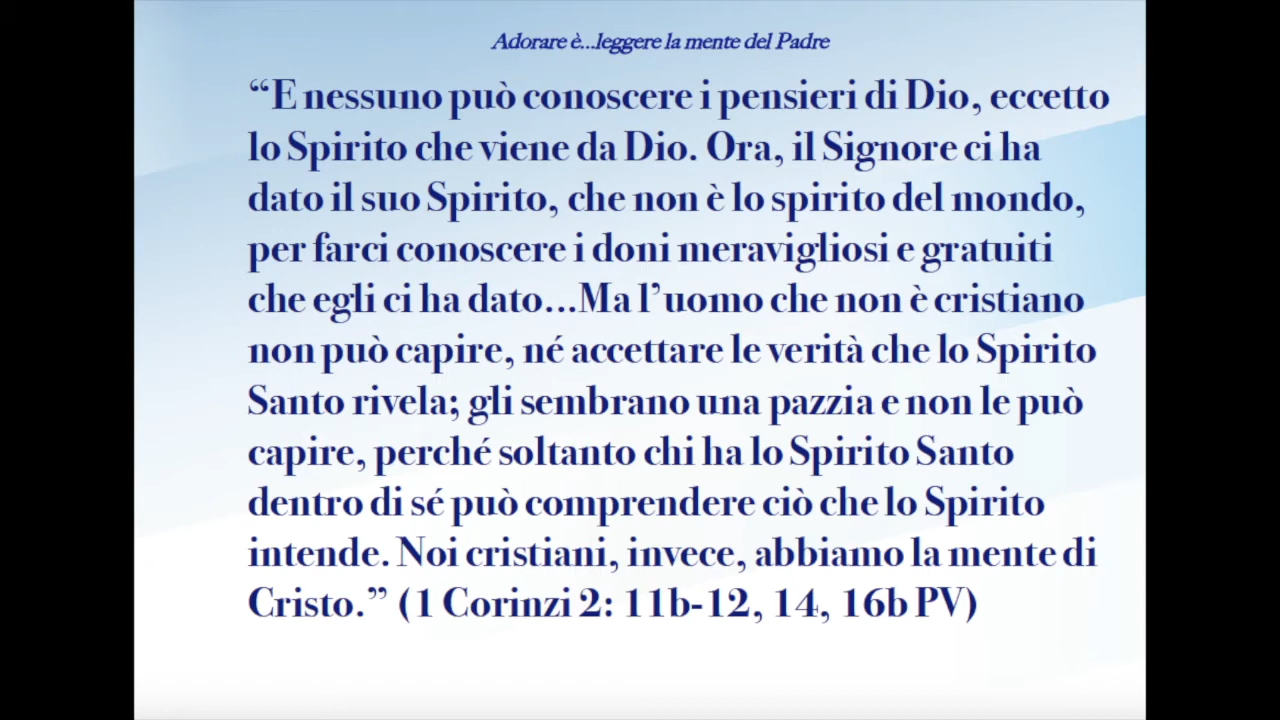 Adorare è...leggere la mente del Padre
“E nessuno può conoscere i pensieri di Dio, eccetto
lo Spirito che viene da Dio. Ora, il Signore ci ha
dato il suo Spirito, che non è lo spirito del mondo,
per farci conoscere i doni meravigliosi e gratuiti
che egli ci ha dato...Ma l’uomo che non è cristiano
non può capire, né accettare le verità che lo Spirito
Santo rivela; gli sembrano una pazzia e non le può
capire, perché soltanto chi ha lo Spirito Santo
dentro di sé può comprendere ciò che lo Spirito
intende. Noi cristiani, invece, abbiamo la mente di
Cristo.” (1 Corinzi 2: 11b-12, 14, 16b PV)